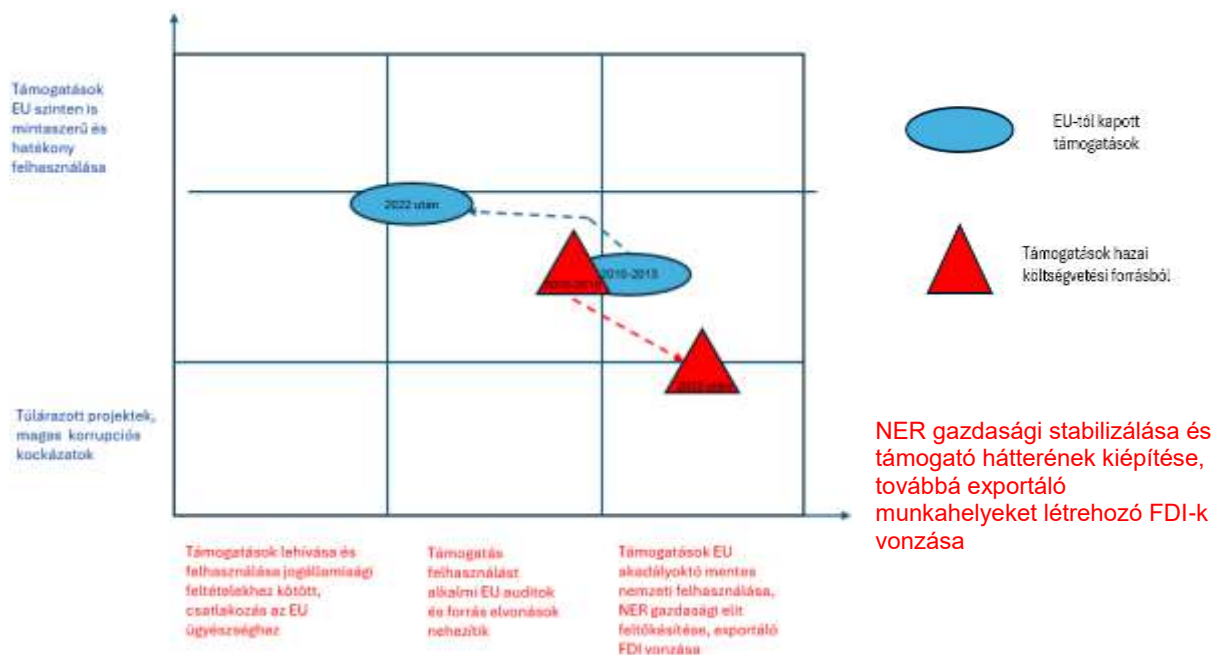 Támogatások
EU szinten is
mintaszerű és
hatékony
felhasználása
EU-tól kapott
támogatások
2022 után
2010-2015
Támogatások hazai
költségvetési forrásból
Túlárazott projektek,
magas korrupciós
kockázatok
NER gazdasági stabilizálása és
támogató hátterének kiépítése,
továbbá exportáló
munkahelyeket létrehozó FDI-k
vonzása
Támogatások lehívása és
felhasználása jogállamisági
feltételekhez kötött,
csatlakozás az EU
ügyészséghez
Támogatás
felhasználást
alkalmi EU auditok
és forrás elvonások
nehezítik
Támogatások EU
akadályoktó mentes
nemzeti felhasználása,
NER gazdasági elit
feltőkésítése, exportáló
FDI vonzása